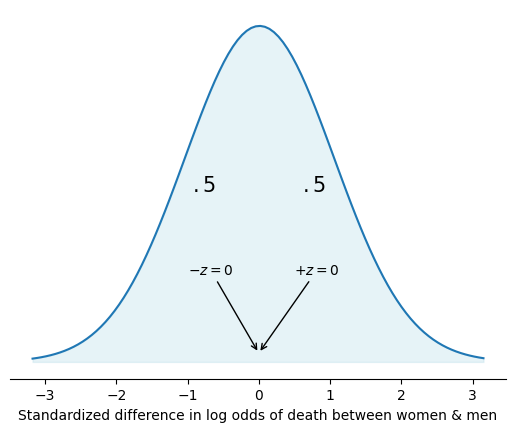 .5 .5
−z = 0 +z = 0
−3 −2 −1 0 1 2 3
Standardized difference in log odds of death between women & men